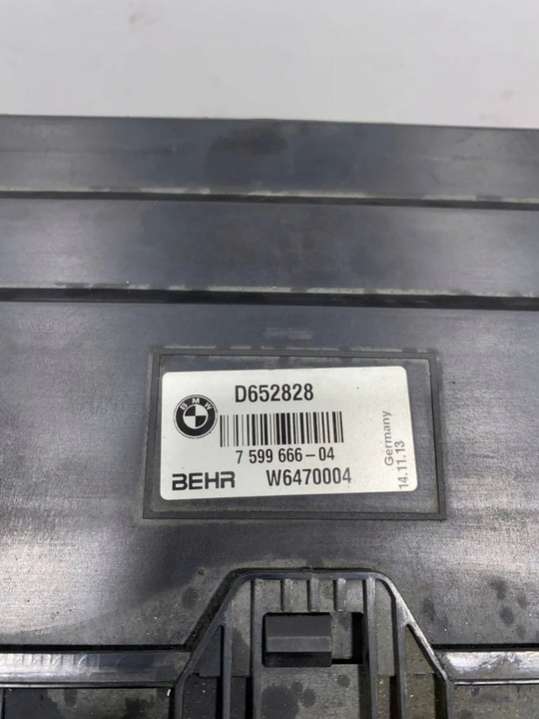 BMW
D652828
7 599 666-04
BEHR W6470004
Germany
14.11.13